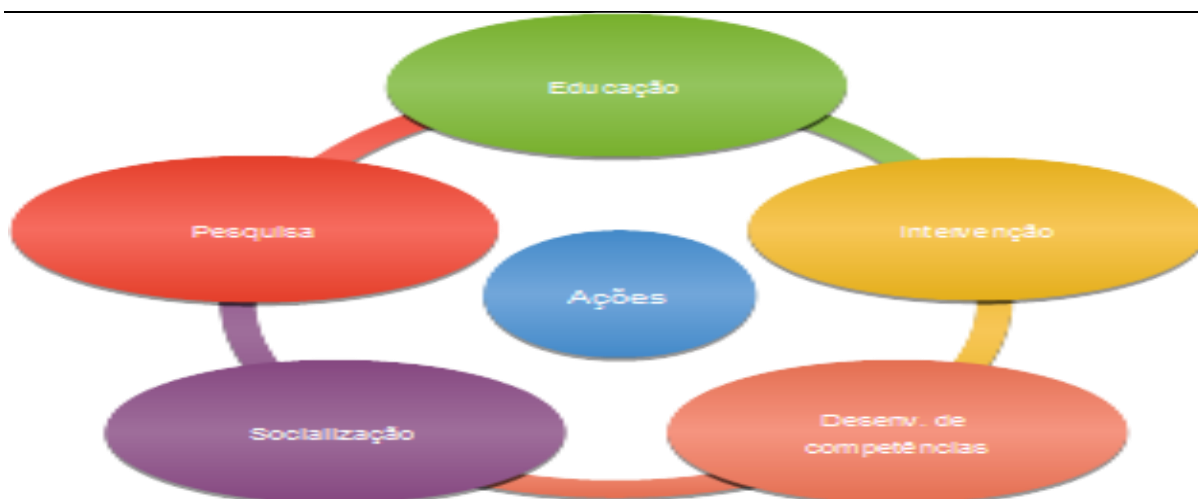 Educação
Pesquisa
Intervenção
Ações
Socialização
Desenv. de
competências